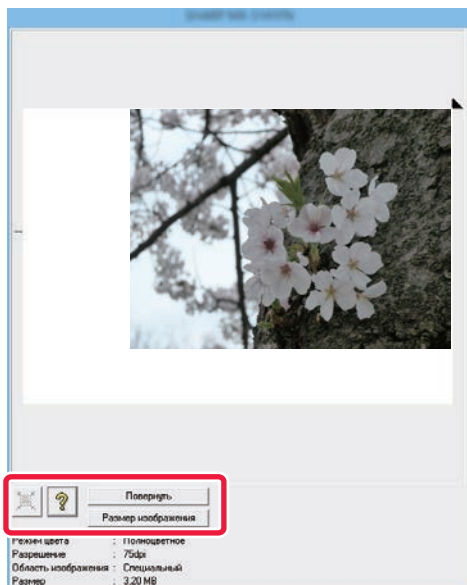 ?
Повернуть
Размер изображения
Режим цвета : Полноцветное
Разрешение : 75dpi
Область изображения : Специальный
Размер : 3.20 MB